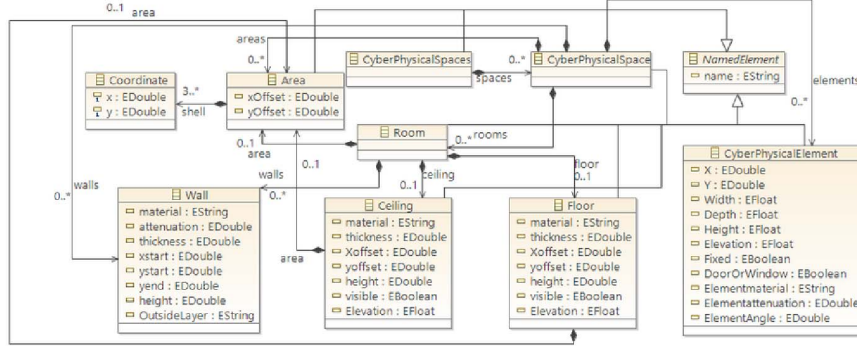 0..1 area
areas
0..*
CyberPhysicalSpaces
spaces
0..*
CyberPhysicalSpace
NamedElement
name : EString
elements
0..*
Coordinate
x : EDouble
y : EDouble
3..*
shell
Area
xOffset : EDouble
yOffset : EDouble
Room
0..1
area
0..1
0..* rooms
walls
0..*
ceiling
0..1
floor
0..1
walls
0..*
area
Wall
material : EString
attenuation : EDouble
thickness : EDouble
xstart : EDouble
ystart : EDouble
yend : EDouble
height : EDouble
OutsideLayer : EString
Ceiling
material : EString
thickness : EDouble
Xoffset : EDouble
yoffset : EDouble
height : EDouble
visible : EBoolean
Elevation : EFloat
Floor
material : EString
thickness : EDouble
Xoffset : EDouble
yoffset : EDouble
height : EDouble
visible : EBoolean
Elevation : EFloat
CyberPhysicalElement
X : EDouble
Y : EDouble
Width : EFloat
Depth : EFloat
Height : EFloat
Elevation : EFloat
Fixed : EBoolean
DoorOrWindow : EBoolean
Elementmaterial : EString
Elementattenuation : EDouble
ElementAngle : EDouble